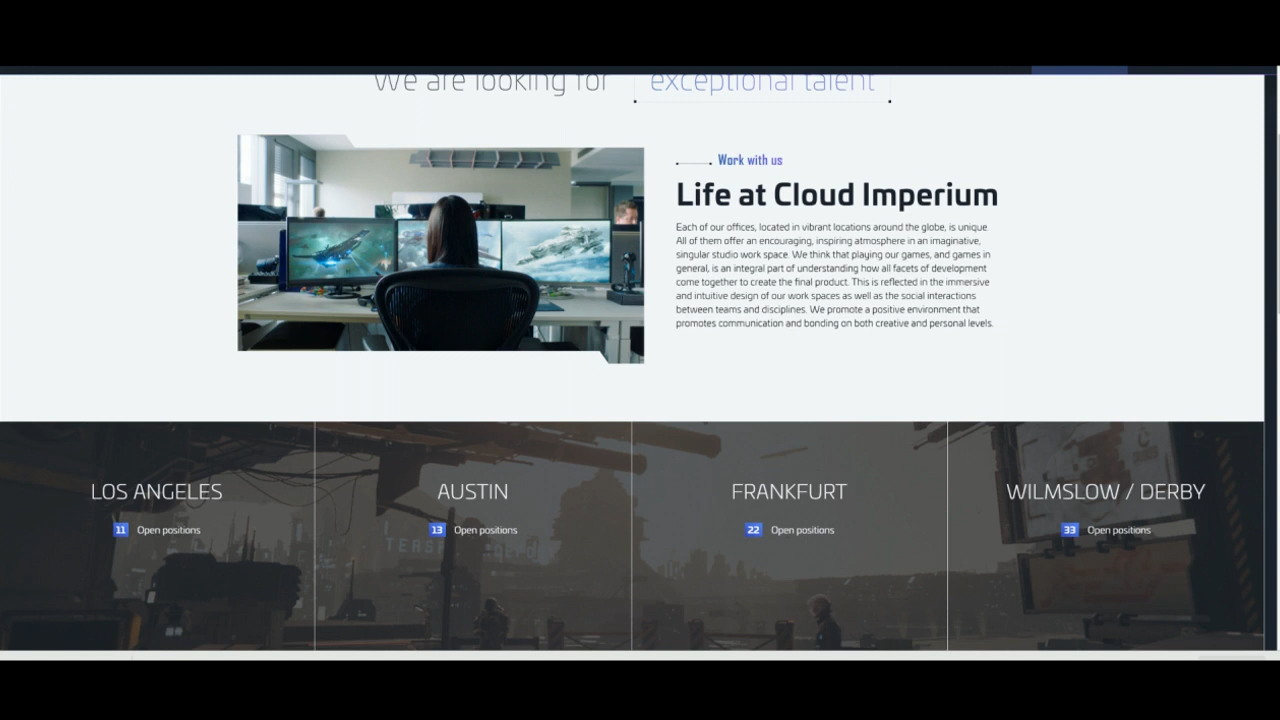 We are looking for exceptional talent
Work with us
Life at Cloud Imperium
Each of our offices, located in vibrant locations around the globe, is unique.
All of them offer an encouraging, inspiring atmosphere in an imaginative,
singular studio work space. We think that playing our games, and games in
general, is an integral part of understanding how all facets of development
come together to create the final product. This is reflected in the immersive
and intuitive design of our work spaces as well as the social interactions
between teams and disciplines. We promote a positive environment that
promotes communication and bonding on both creative and personal levels.
LOS ANGELES
11 Open positions
AUSTIN
13 Open positions
FRANKFURT
22 Open positions
WILMSLOW / DERBY
33 Open positions